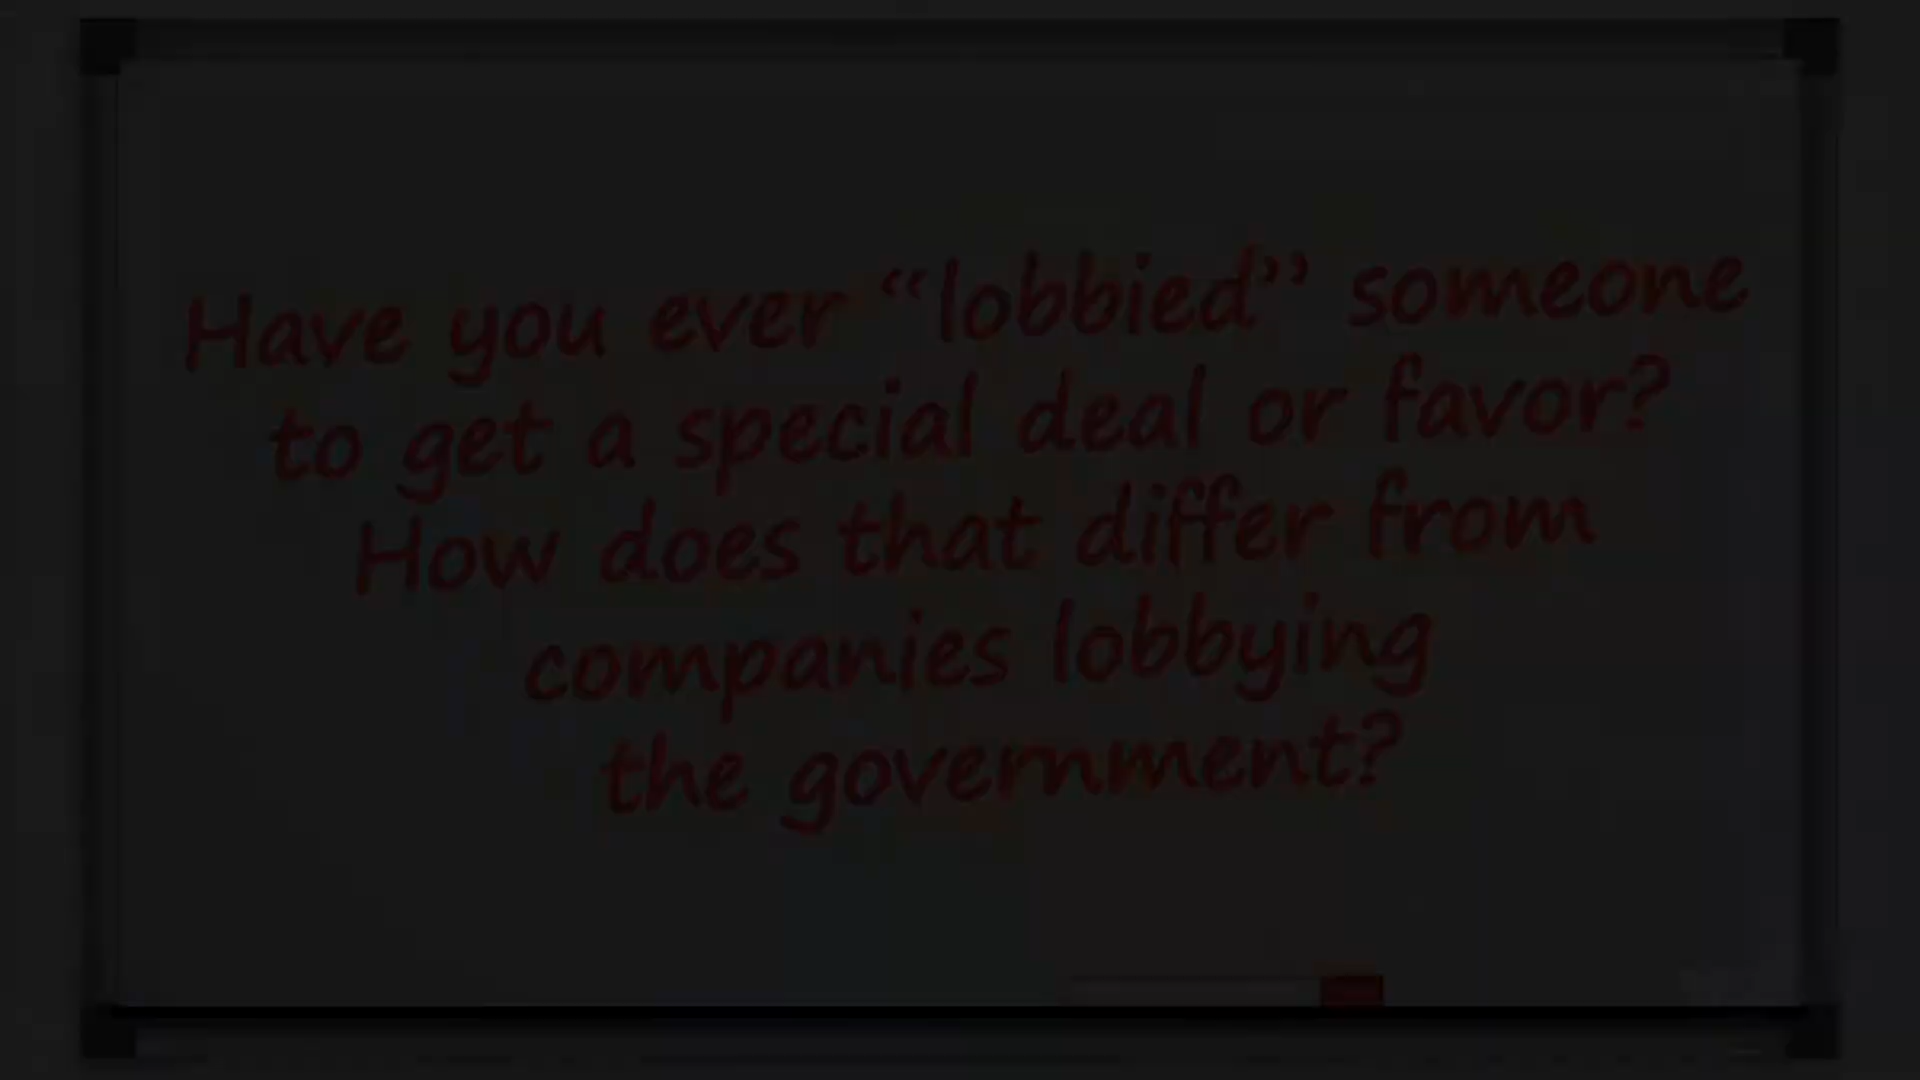 Have you ever “lobbied” someone
to get a special deal or favor?
How does that differ from
companies lobbying
the government?